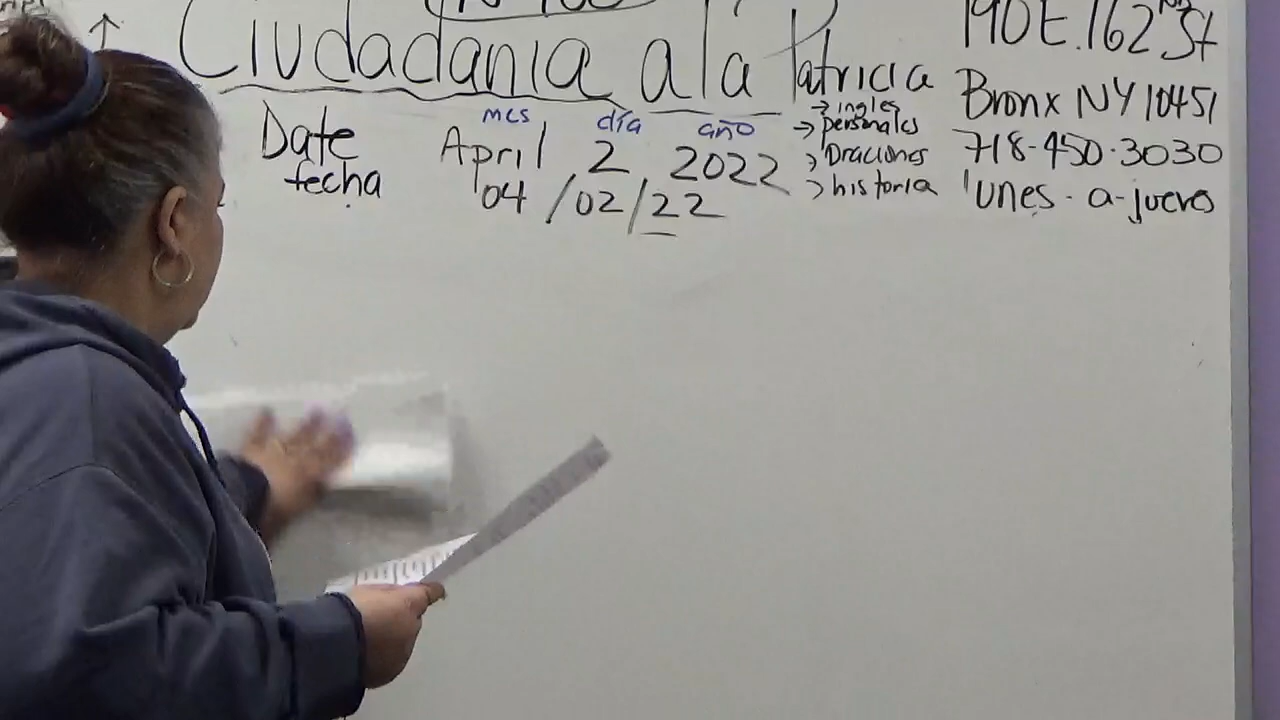 Ciudadania a la Patricia
mes día año
Date April 2 2022
fecha 04/02/22
→ ingles
→ personales
→ Oraciones
→ historia
190 E. 162nd St
Bronx NY 10451
718-450-3030
lunes - a - jueves